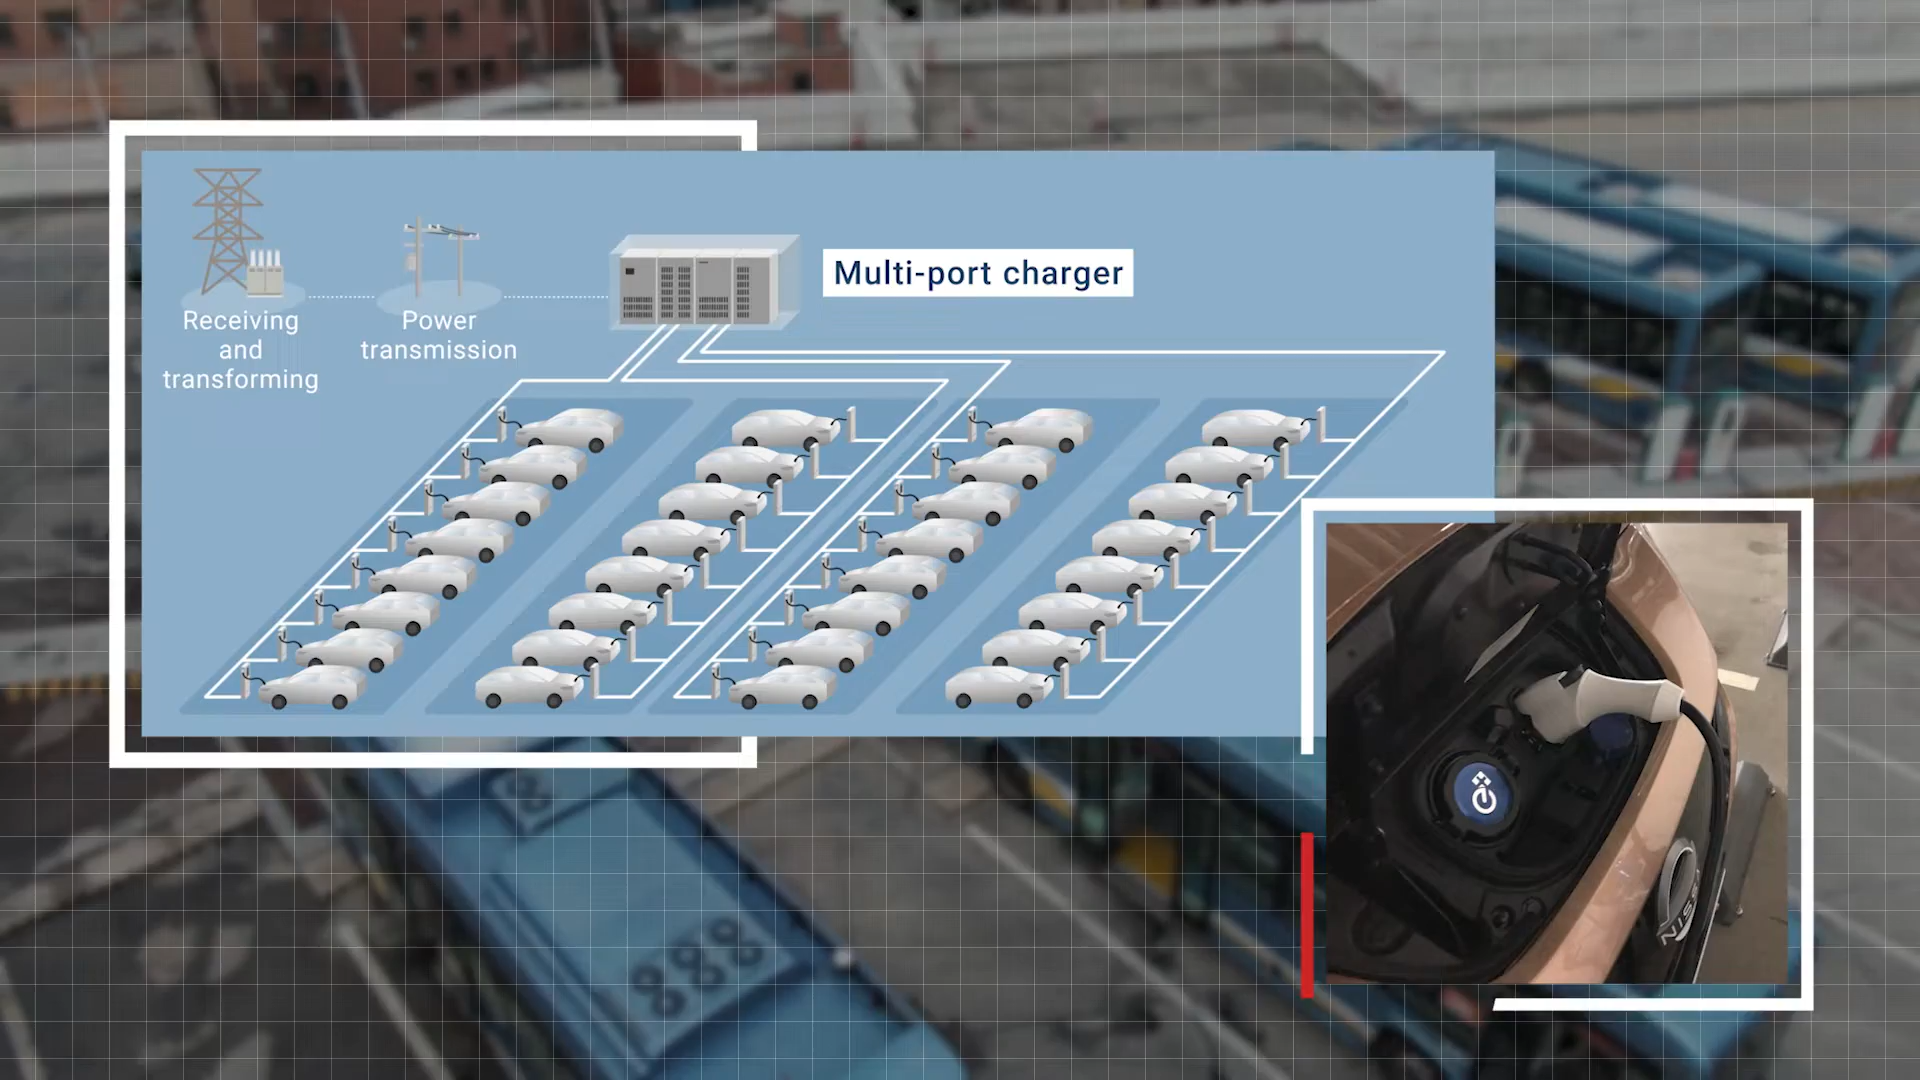 Multi-port charger
Receiving
and
transforming
Power
transmission